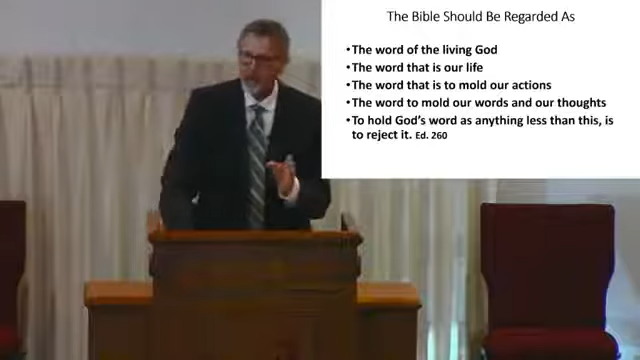 The Bible Should Be Regarded As
•The word of the living God
•The word that is our life
•The word that is to mold our actions
•The word to mold our words and our thoughts
•To hold God's word as anything less than this, is
to reject it. Ed. 260